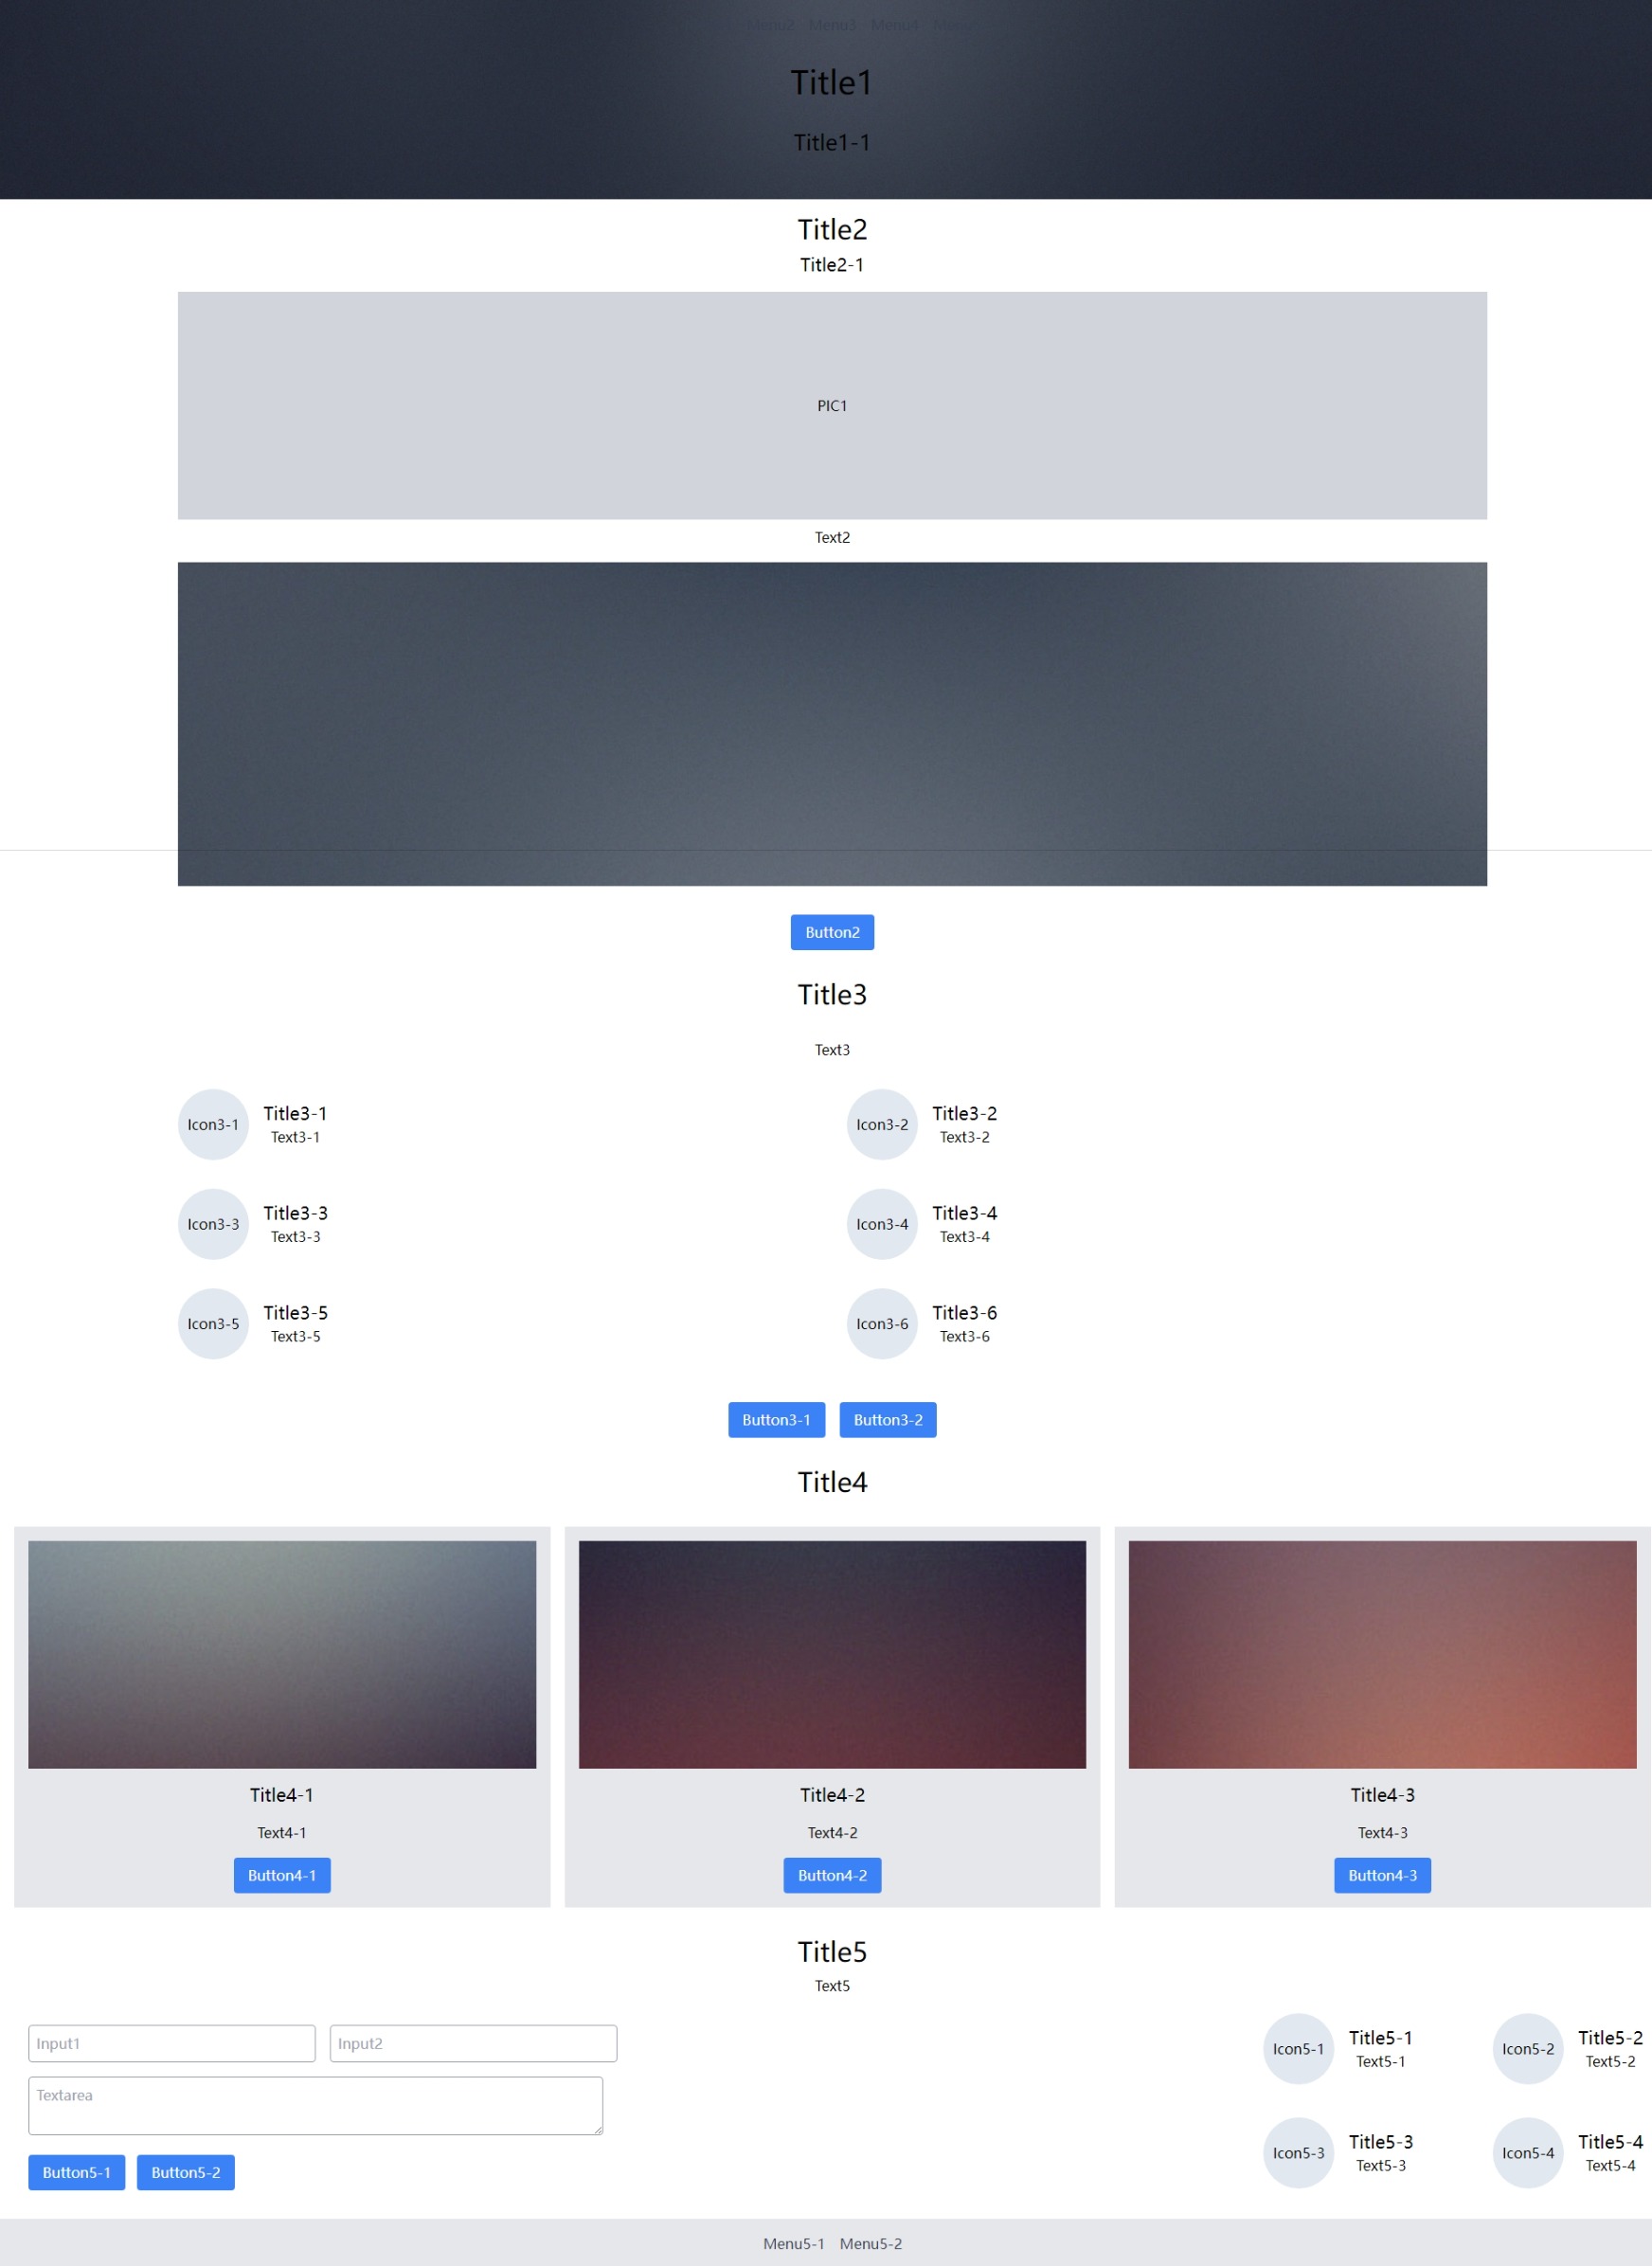 Menu2 Menu3 Menu4
Title1
Title1-1
Title2
Title2-1
PIC1
Text2
Button2
Title3
Text3
Icon3-1
Title3-1
Text3-1
Icon3-2
Title3-2
Text3-2
Icon3-3
Title3-3
Text3-3
Icon3-4
Title3-4
Text3-4
Icon3-5
Title3-5
Text3-5
Icon3-6
Title3-6
Text3-6
Button3-1 Button3-2
Title4
Title4-1
Text4-1
Button4-1
Title4-2
Text4-2
Button4-2
Title4-3
Text4-3
Button4-3
Title5
Text5
Input1 Input2
Textarea
Button5-1 Button5-2
Icon5-1
Title5-1
Text5-1
Icon5-2
Title5-2
Text5-2
Icon5-3
Title5-3
Text5-3
Icon5-4
Title5-4
Text5-4
Menu5-1 Menu5-2